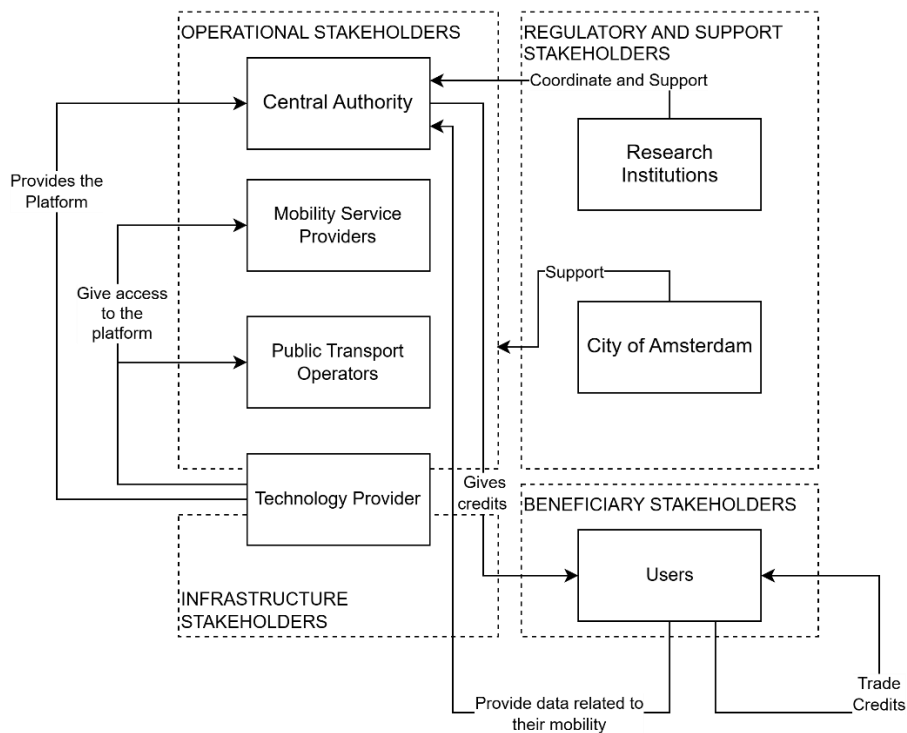 OPERATIONAL STAKEHOLDERS
REGULATORY AND SUPPORT
STAKEHOLDERS
Coordinate and Support
Central Authority
Research
Institutions
Provides the
Platform
Mobility Service
Providers
Support
Give access
to the
platform
Public Transport
Operators
City of Amsterdam
Technology Provider
Gives
credits
BENEFICIARY STAKEHOLDERS
Users
INFRASTRUCTURE
STAKEHOLDERS
Provide data related to
their mobility
Trade
Credits